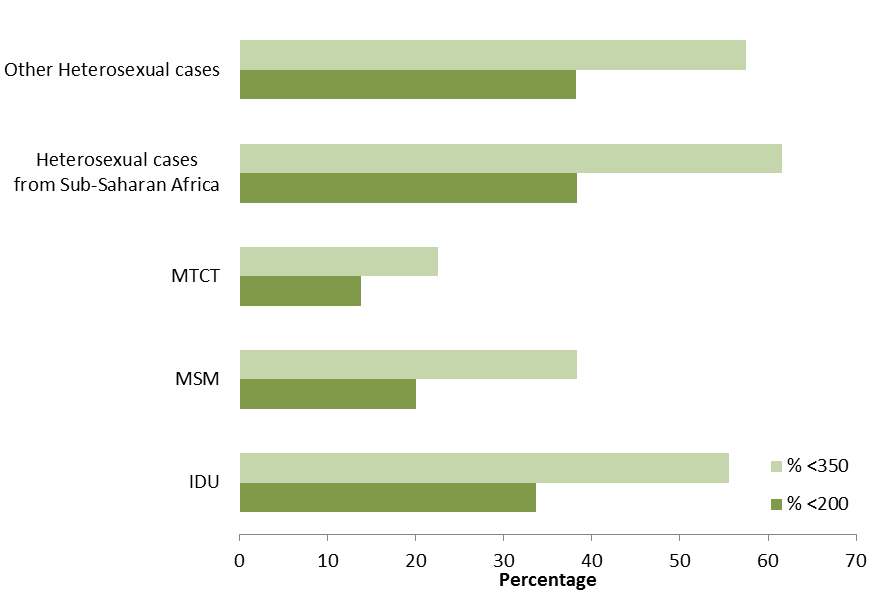 Other Heterosexual cases
Heterosexual cases
from Sub-Saharan Africa
MTCT
MSM
IDU
% <350
% <200
0 10 20 30 40 50 60 70
Percentage